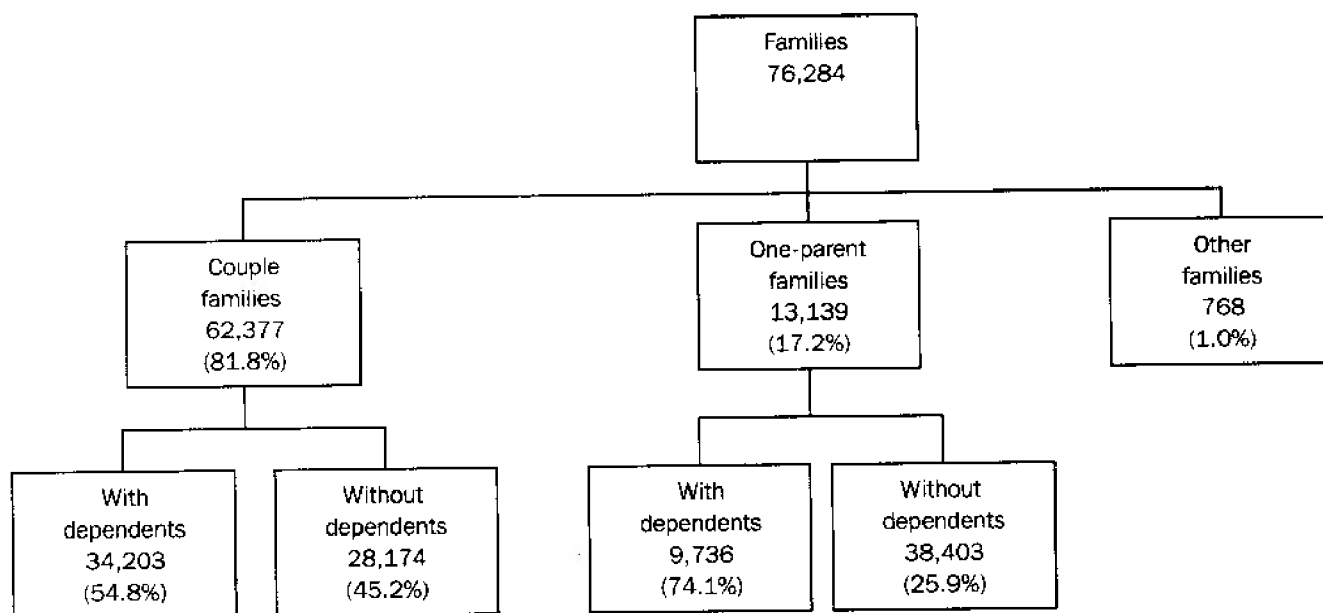 Families
76,284
Couple
families
62,377
(81.8%)
One-parent
families
13,139
(17.2%)
Other
families
768
(1.0%)
With
dependents
34,203
(54.8%)
Without
dependents
28,174
(45.2%)
With
dependents
9,736
(74.1%)
Without
dependents
38,403
(25.9%)